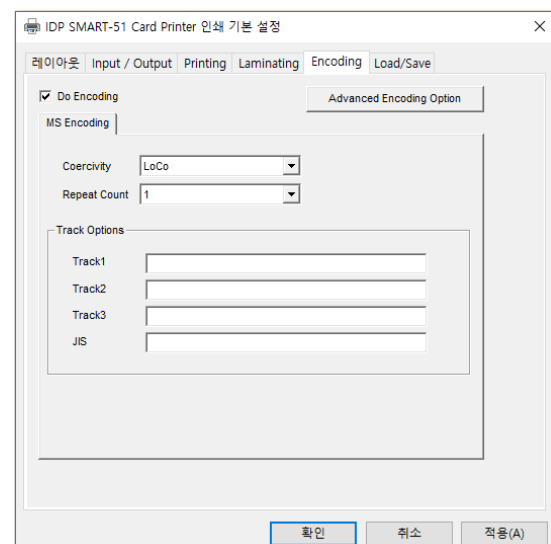 IDP SMART-51 Card Printer 인쇄 기본 설정
레이아웃 Input / Output Printing Laminating Encoding Load/Save
Do Encoding Advanced Encoding Option
MS Encoding
Coercivity LoCo
Repeat Count 1
Track Options
Track1
Track2
Track3
JIS
확인 취소 적용(A)